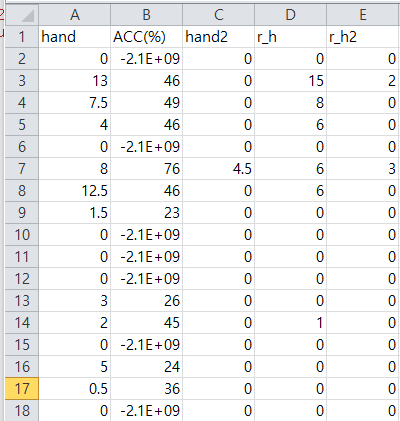 A B C D E
1 hand ACC(%) hand2 r_h r_h2
2 0 -2.1E+09 0 0 0
3 13 46 0 15 2
4 7.5 49 0 8 0
5 4 46 0 6 0
6 0 -2.1E+09 0 0 0
7 8 76 4.5 6 3
8 12.5 46 0 6 0
9 1.5 23 0 0 0
10 0 -2.1E+09 0 0 0
11 0 -2.1E+09 0 0 0
12 0 -2.1E+09 0 0 0
13 3 26 0 0 0
14 2 45 0 1 0
15 0 -2.1E+09 0 0 0
16 5 24 0 0 0
17 0.5 36 0 0 0
18 0 -2.1E+09 0 0 0